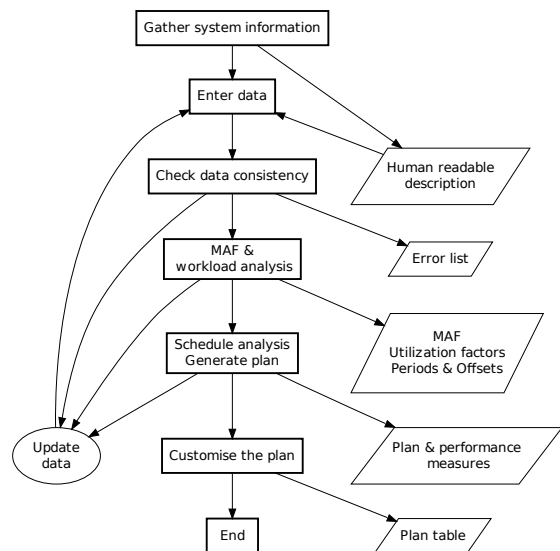 Gather system information
Enter data
Human readable
description
Check data consistency
Error list
MAF &
workload analysis
MAF
Utilization factors
Periods & Offsets
Schedule analysis
Generate plan
Update
data
Customise the plan
Plan & performance
measures
End
Plan table